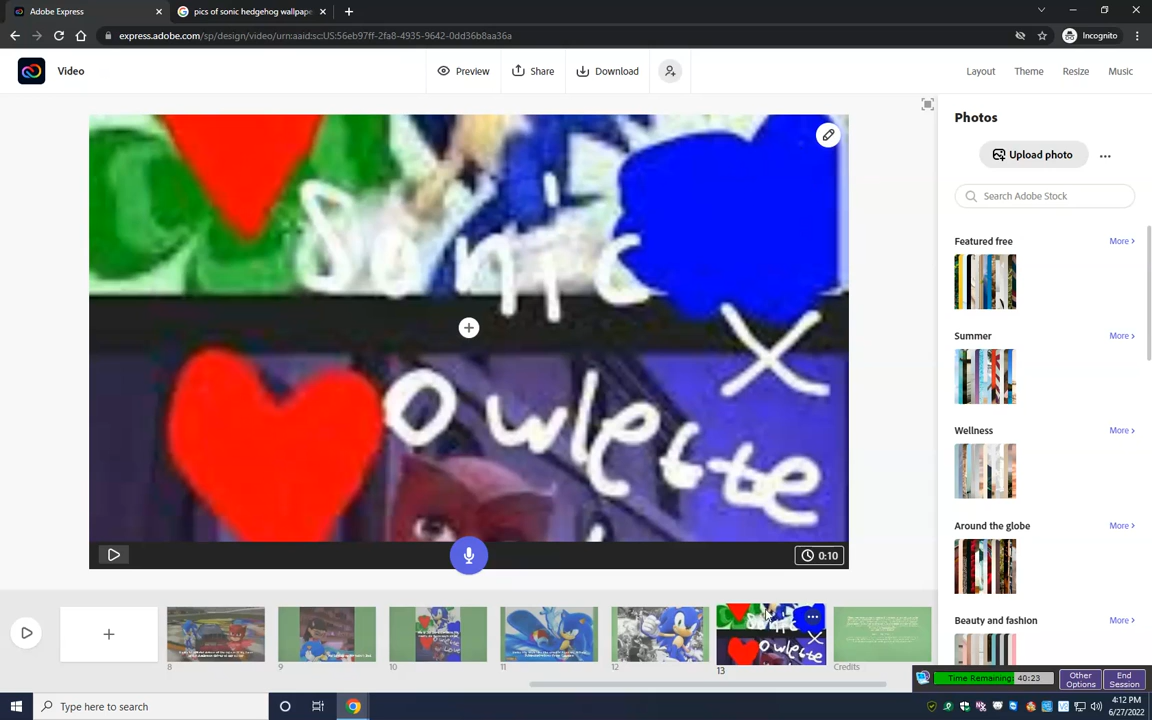 Adobe Express
pics of sonic hedgehog wallpape
express.adobe.com/sp/design/video/urn:aaid:sc:US:56eb97ff-2fa8-4935-9642-0dd36b8aa36a
Incognito
Video
Preview
Share
Download
Layout
Theme
Resize
Music
Photos
Upload photo
Search Adobe Stock
Featured free
More
Summer
More
Wellness
More
Around the globe
More
Beauty and fashion
More
Sonic
X
Owlette
0:10
8
9
10
11
12
13
Credits
Sonic
X
Owlette
Time Remaining: 40:23
Other Options
End Session
Type here to search
4:12 PM
6/27/2022